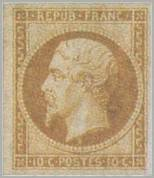 REPUB · FRANC ·
10 · C · POSTES · 10 · C ·